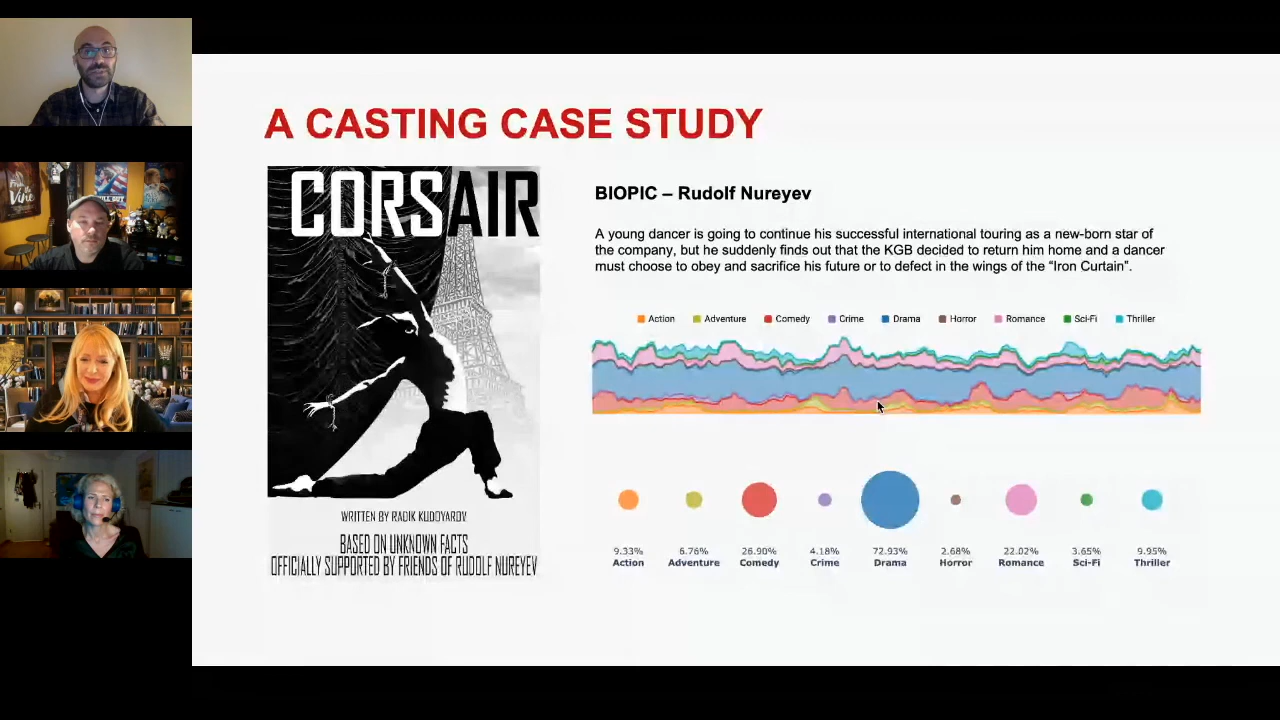 A CASTING CASE STUDY
CORSAIR
WRITTEN BY RADIK KUDOYAROV
BASED ON UNKNOWN FACTS
OFFICIALLY SUPPORTED BY FRIENDS OF RUDOLF NUREYEV
BIOPIC – Rudolf Nureyev
A young dancer is going to continue his successful international touring as a new-born star of
the company, but he suddenly finds out that the KGB decided to return him home and a dancer
must choose to obey and sacrifice his future or to defect in the wings of the “Iron Curtain”.
Action Adventure Comedy Crime Drama Horror Romance Sci-Fi Thriller
9.33% 6.76% 26.90% 4.18% 72.93% 2.68% 22.02% 3.65% 9.95%
Action Adventure Comedy Crime Drama Horror Romance Sci-Fi Thriller